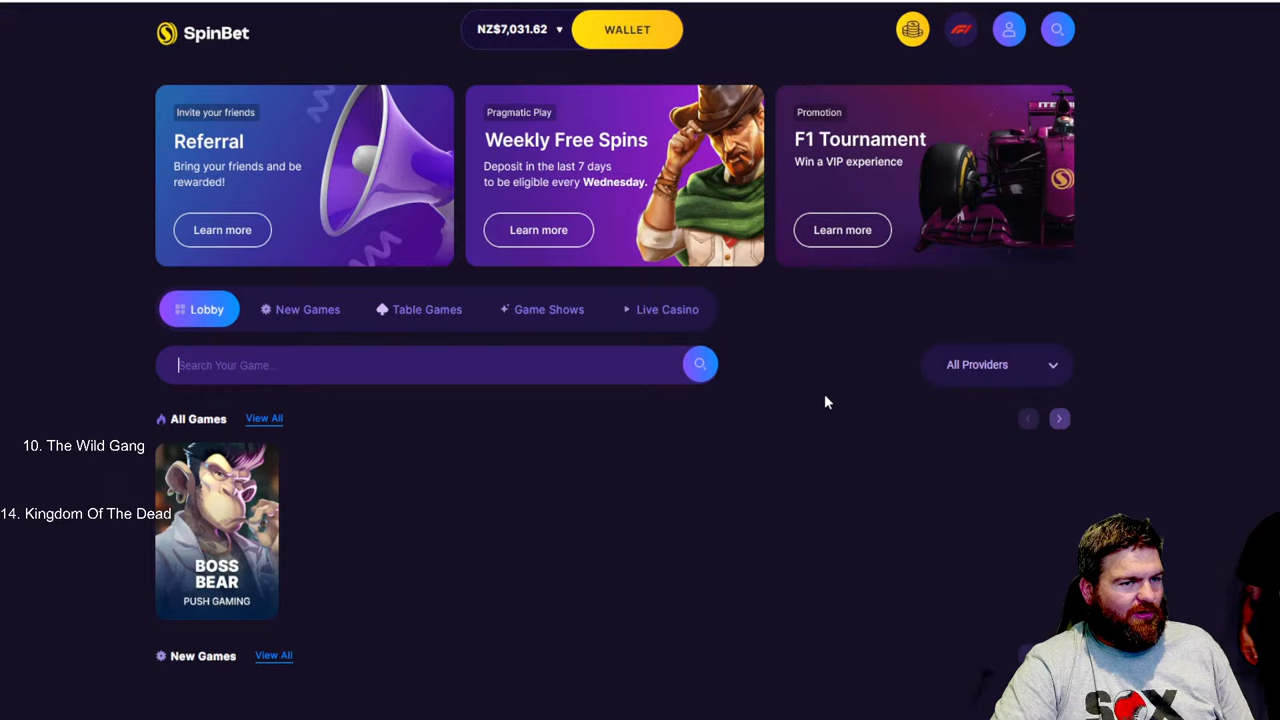 SpinBet
NZ$7,031.62
WALLET
Invite your friends
Referral
Bring your friends and be
rewarded!
Learn more
Pragmatic Play
Weekly Free Spins
Deposit in the last 7 days
to be eligible every Wednesday.
Learn more
Promotion
F1 Tournament
Win a VIP experience
Learn more
Lobby
New Games
Table Games
Game Shows
Live Casino
Search Your Game...
All Providers
All Games
View All
10. The Wild Gang
14. Kingdom Of The Dead
BOSS
BEAR
PUSH GAMING
New Games
View All
SOX